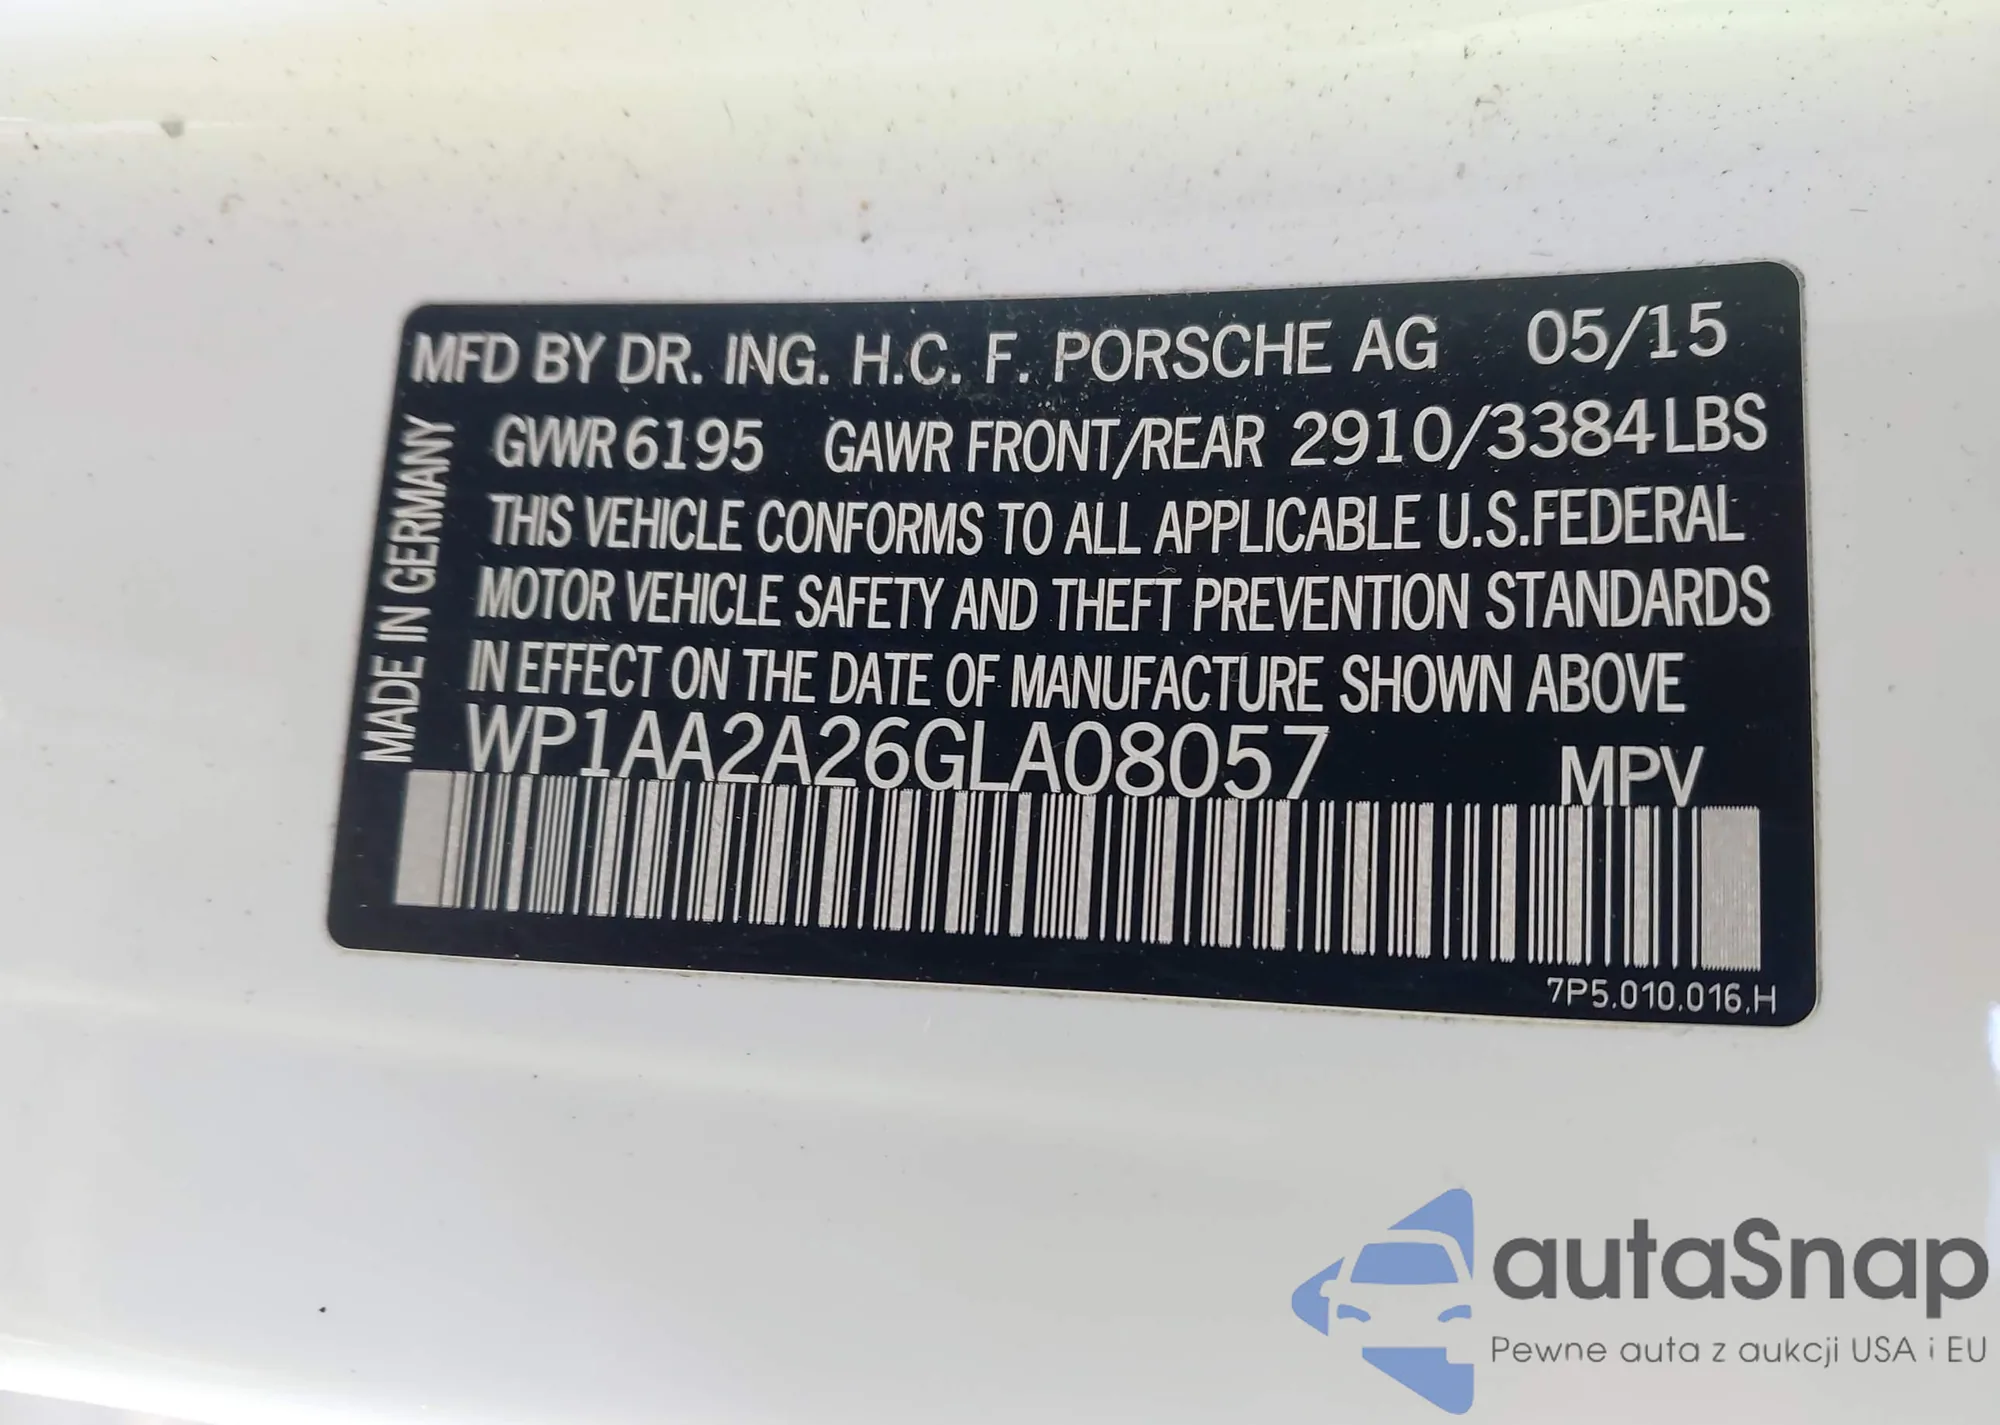 MFD BY DR. ING. H.C. F. PORSCHE AG 05/15
GVWR 6195 GAWR FRONT/REAR 2910/3384 LBS
THIS VEHICLE CONFORMS TO ALL APPLICABLE U.S.FEDERAL
MOTOR VEHICLE SAFETY AND THEFT PREVENTION STANDARDS
IN EFFECT ON THE DATE OF MANUFACTURE SHOWN ABOVE
WP1AA2A26GLA08057 MPV
MADE IN GERMANY
7P5.010.016.H
autaSnap
Pewne auta z aukcji USA i EU